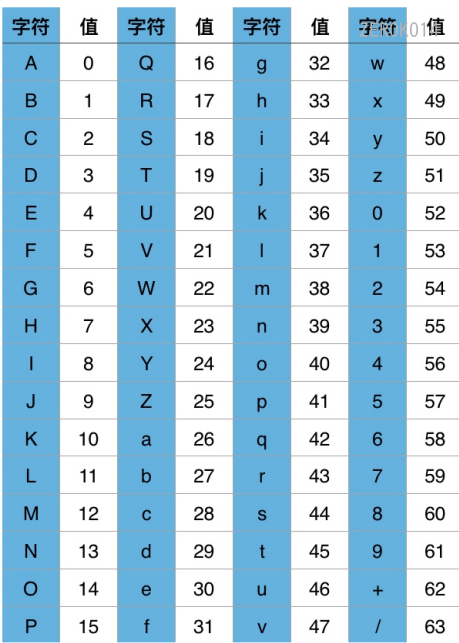 字符 值 字符 值 字符 值 字符 值
A 0 Q 16 g 32 w 48
B 1 R 17 h 33 x 49
C 2 S 18 i 34 y 50
D 3 T 19 j 35 z 51
E 4 U 20 k 36 0 52
F 5 V 21 l 37 1 53
G 6 W 22 m 38 2 54
H 7 X 23 n 39 3 55
I 8 Y 24 o 40 4 56
J 9 Z 25 p 41 5 57
K 10 a 26 q 42 6 58
L 11 b 27 r 43 7 59
M 12 c 28 s 44 8 60
N 13 d 29 t 45 9 61
O 14 e 30 u 46 + 62
P 15 f 31 v 47 / 63